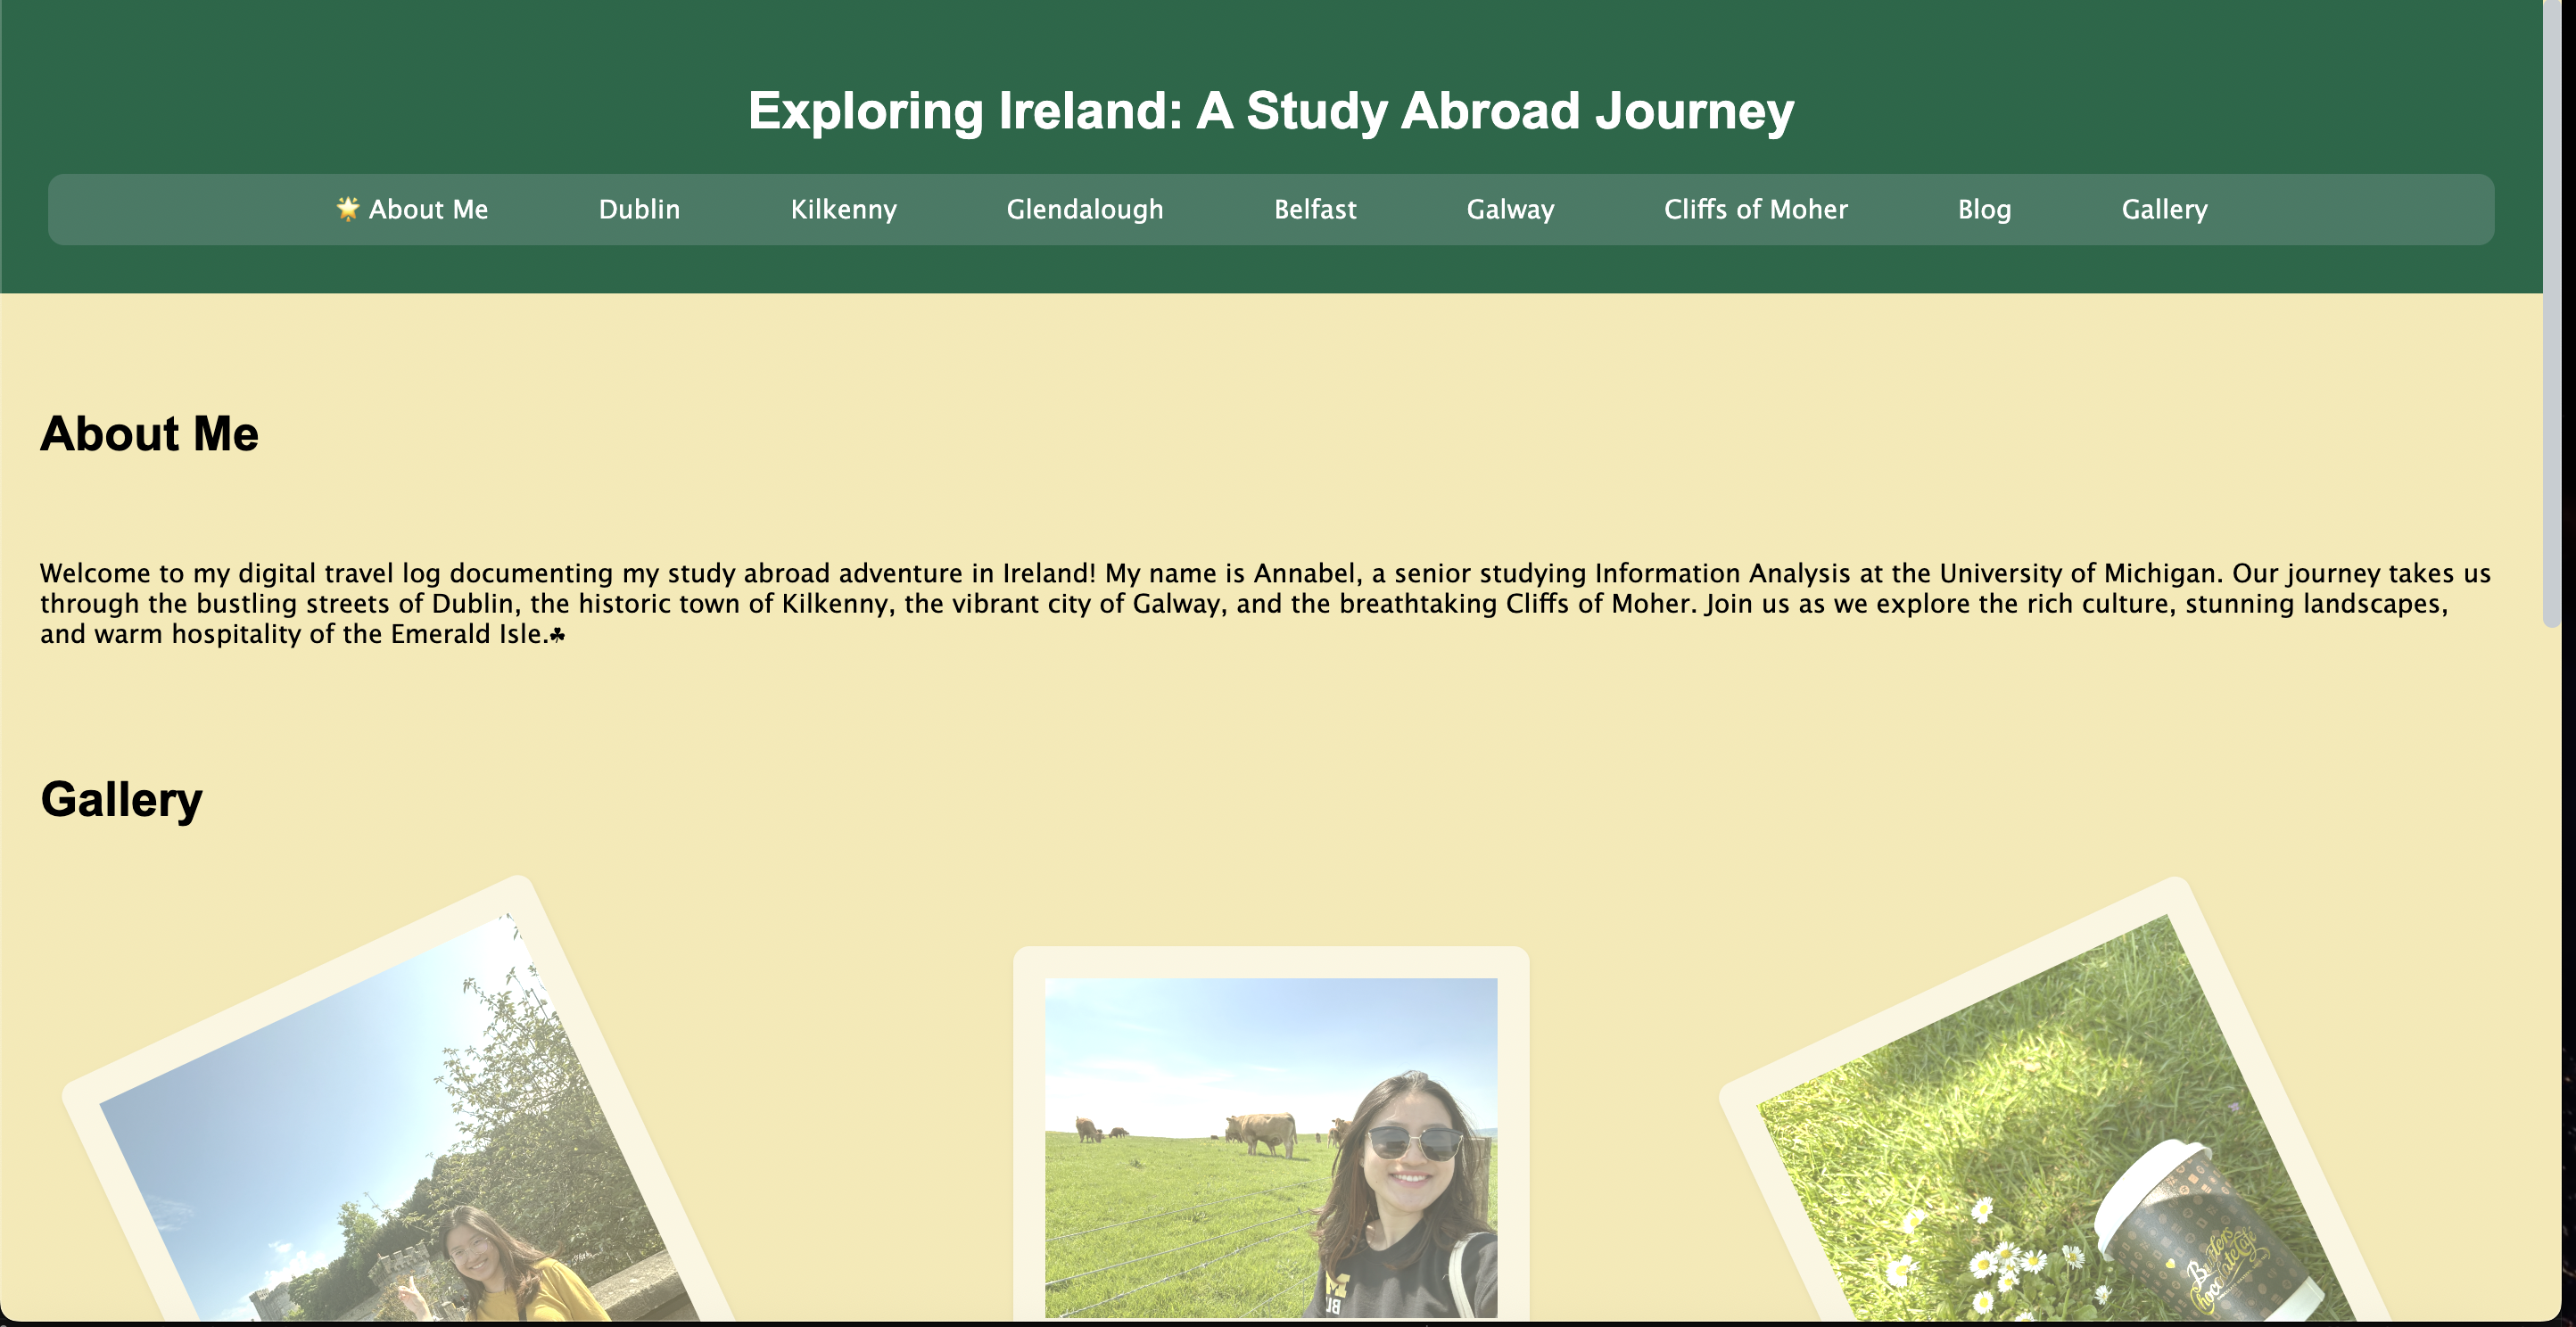 Exploring Ireland: A Study Abroad Journey
🌟 About Me Dublin Kilkenny Glendalough Belfast Galway Cliffs of Moher Blog Gallery
About Me
Welcome to my digital travel log documenting my study abroad adventure in Ireland! My name is Annabel, a senior studying Information Analysis at the University of Michigan. Our journey takes us
through the bustling streets of Dublin, the historic town of Kilkenny, the vibrant city of Galway, and the breathtaking Cliffs of Moher. Join us as we explore the rich culture, stunning landscapes,
and warm hospitality of the Emerald Isle.☘
Gallery
M